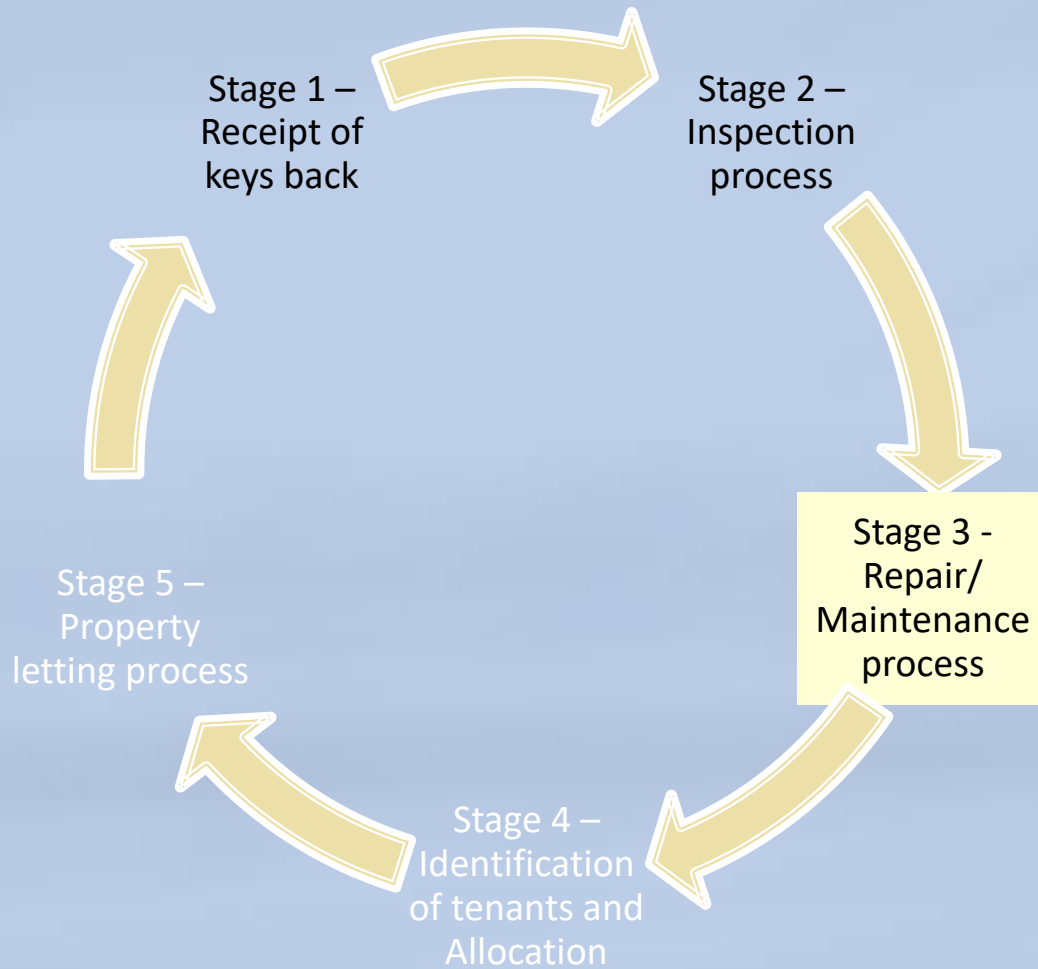 Stage 1 –
Receipt of
keys back
Stage 2 –
Inspection
process
Stage 3 -
Repair/
Maintenance
process
Stage 4 –
Identification
of tenants and
Allocation
Stage 5 –
Property
letting process